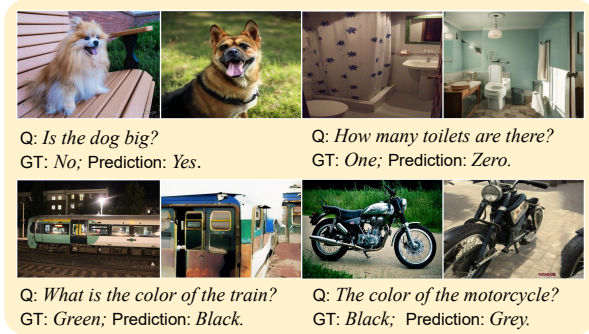 Q: Is the dog big?
GT: No; Prediction: Yes.
Q: How many toilets are there?
GT: One; Prediction: Zero.
Q: What is the color of the train?
GT: Green; Prediction: Black.
Q: The color of the motorcycle?
GT: Black; Prediction: Grey.